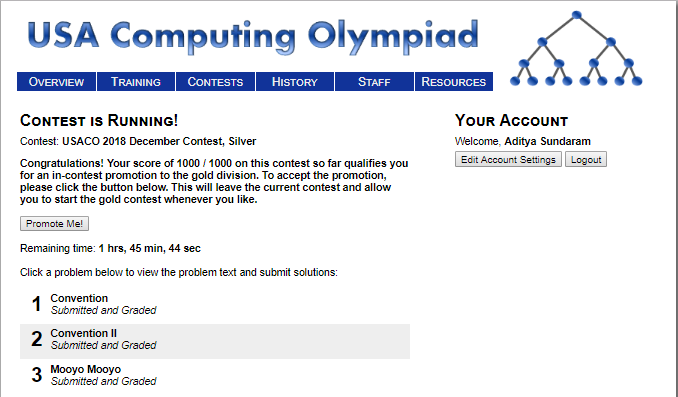 USA Computing Olympiad
OVERVIEW TRAINING CONTESTS HISTORY STAFF RESOURCES
CONTEST IS RUNNING!
Contest: USACO 2018 December Contest, Silver
Congratulations! Your score of 1000 / 1000 on this contest so far qualifies you
for an in-contest promotion to the gold division. To accept the promotion,
please click the button below. This will leave the current contest and allow
you to start the gold contest whenever you like.
Promote Me!
Remaining time: 1 hrs, 45 min, 44 sec
Click a problem below to view the problem text and submit solutions:
1 Convention
Submitted and Graded
2 Convention II
Submitted and Graded
3 Mooyo Mooyo
Submitted and Graded
YOUR ACCOUNT
Welcome, Aditya Sundaram
Edit Account Settings Logout